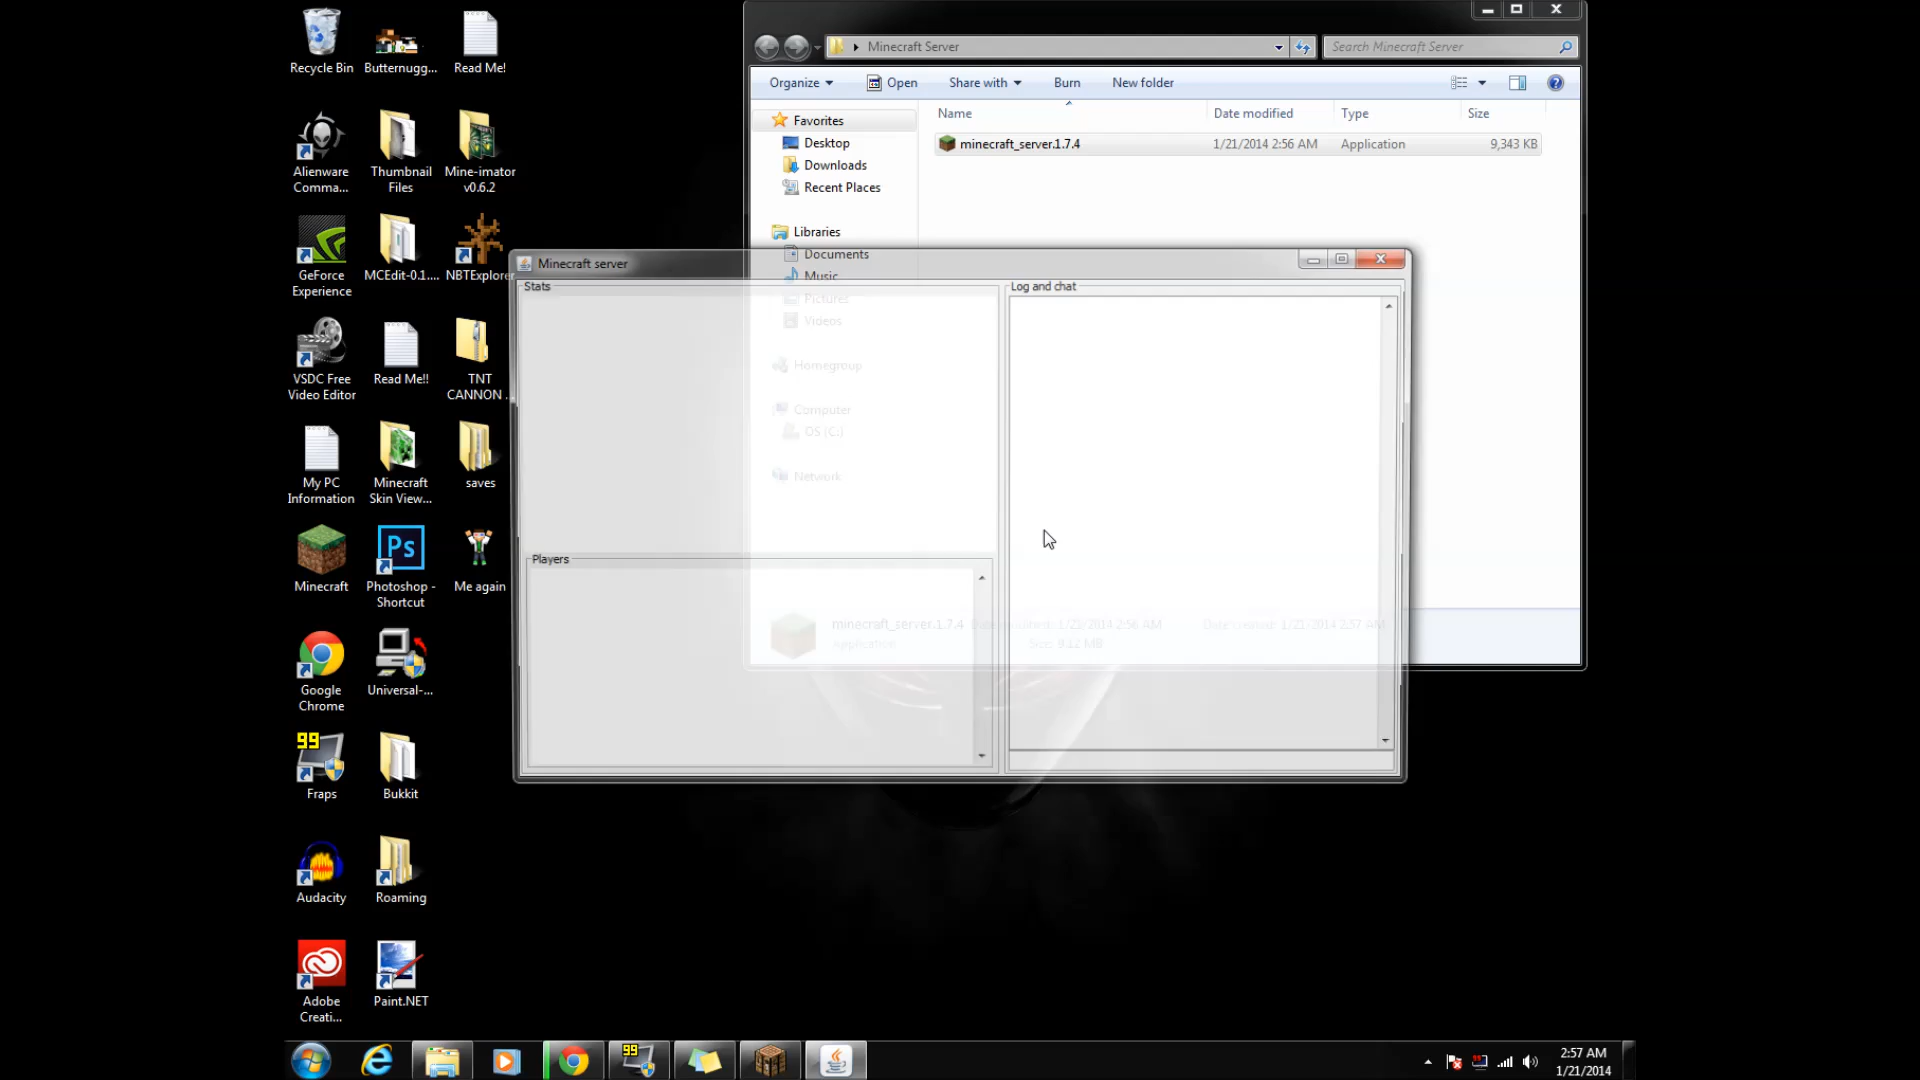 Recycle Bin
Butternugg...
Read Me!
Alienware
Comma...
Thumbnail
Files
Mine-imator
v0.6.2
GeForce
Experience
MCEdit-0.1....
NBTExplorer
VSDC Free
Video Editor
Read Me!!
TNT
CANNON .
My PC
Information
Minecraft
Skin View...
saves
Minecraft
Photoshop -
Shortcut
Me again
Google
Chrome
Universal-...
99
Fraps
Bukkit
Audacity
Roaming
Adobe
Creati...
Paint.NET
Minecraft Server
Search Minecraft Server
Organize
Open
Share with
Burn
New folder
Name
Date modified
Type
Size
Favorites
Desktop
Downloads
Recent Places
minecraft_server.1.7.4
1/21/2014 2:56 AM
Application
9,343 KB
Libraries
Documents
Music
Pictures
Videos
Homegroup
Computer
OS (C:)
Network
Minecraft server
Stats
Log and chat
Players
minecraft_server.1.7.4
Date modified: 1/21/2014 2:56 AM
Date created: 1/21/2014 2:57 AM
Application
Size: 9.12 MB
99
2:57 AM
1/21/2014